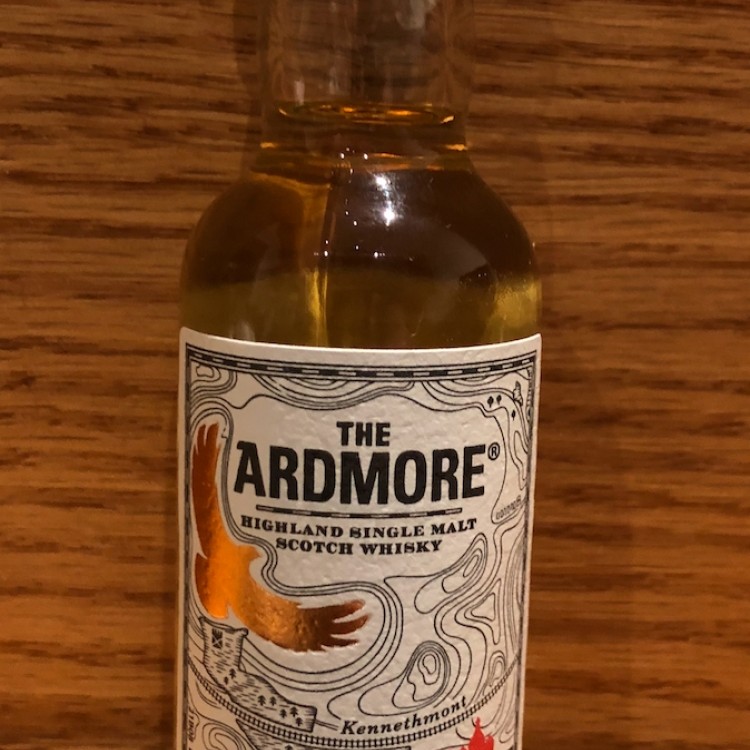 THE
ARDMORE®
HIGHLAND SINGLE MALT
SCOTCH WHISKY
Kennethmont